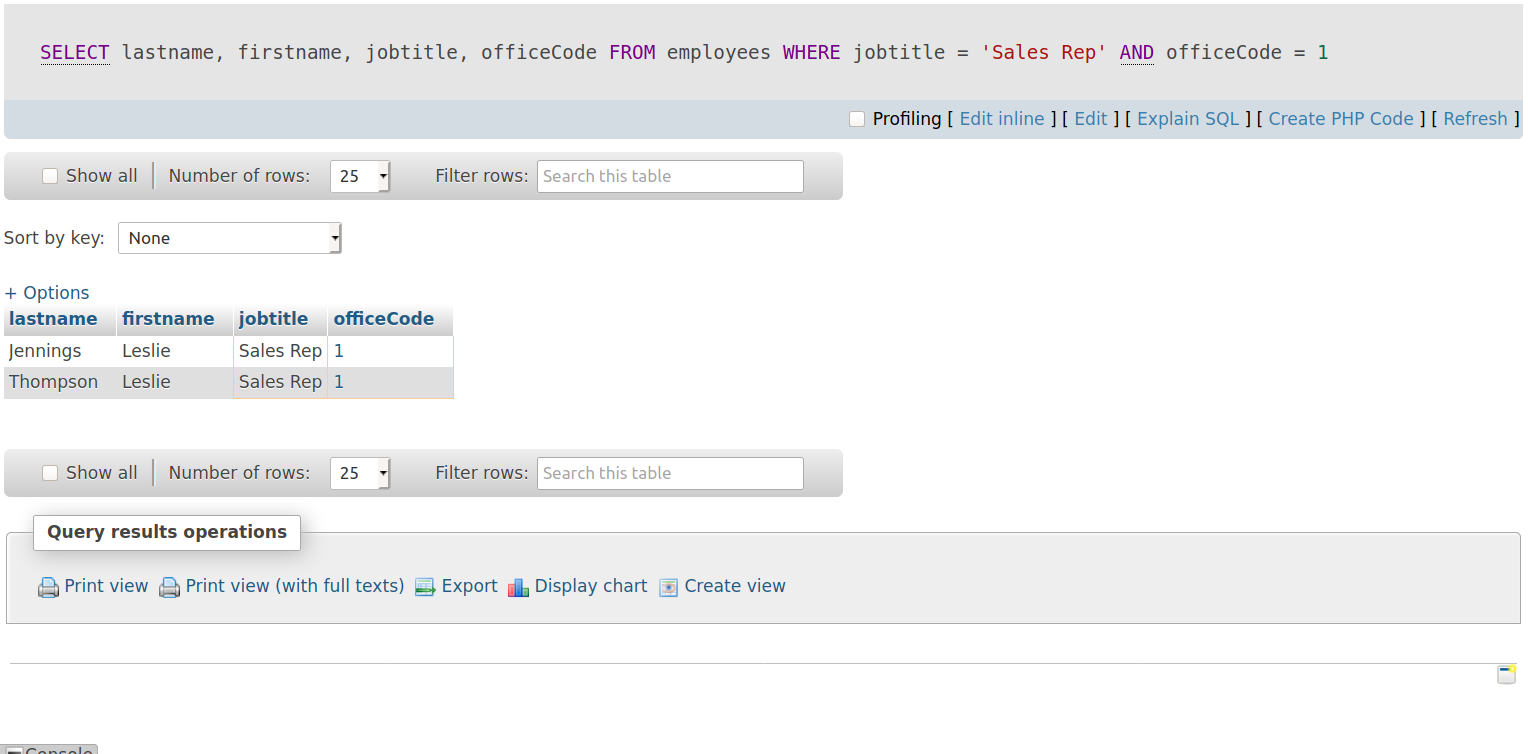 SELECT lastname, firstname, jobtitle, officeCode FROM employees WHERE jobtitle = 'Sales Rep' AND officeCode = 1
Profiling [ Edit inline ] [ Edit ] [ Explain SQL ] [ Create PHP Code ] [ Refresh ]
Show all Number of rows: 25 Filter rows: Search this table
Sort by key: None
+ Options
lastname firstname jobtitle officeCode
Jennings Leslie Sales Rep 1
Thompson Leslie Sales Rep 1
Show all Number of rows: 25 Filter rows: Search this table
Query results operations
Print view Print view (with full texts) Export Display chart Create view
Console